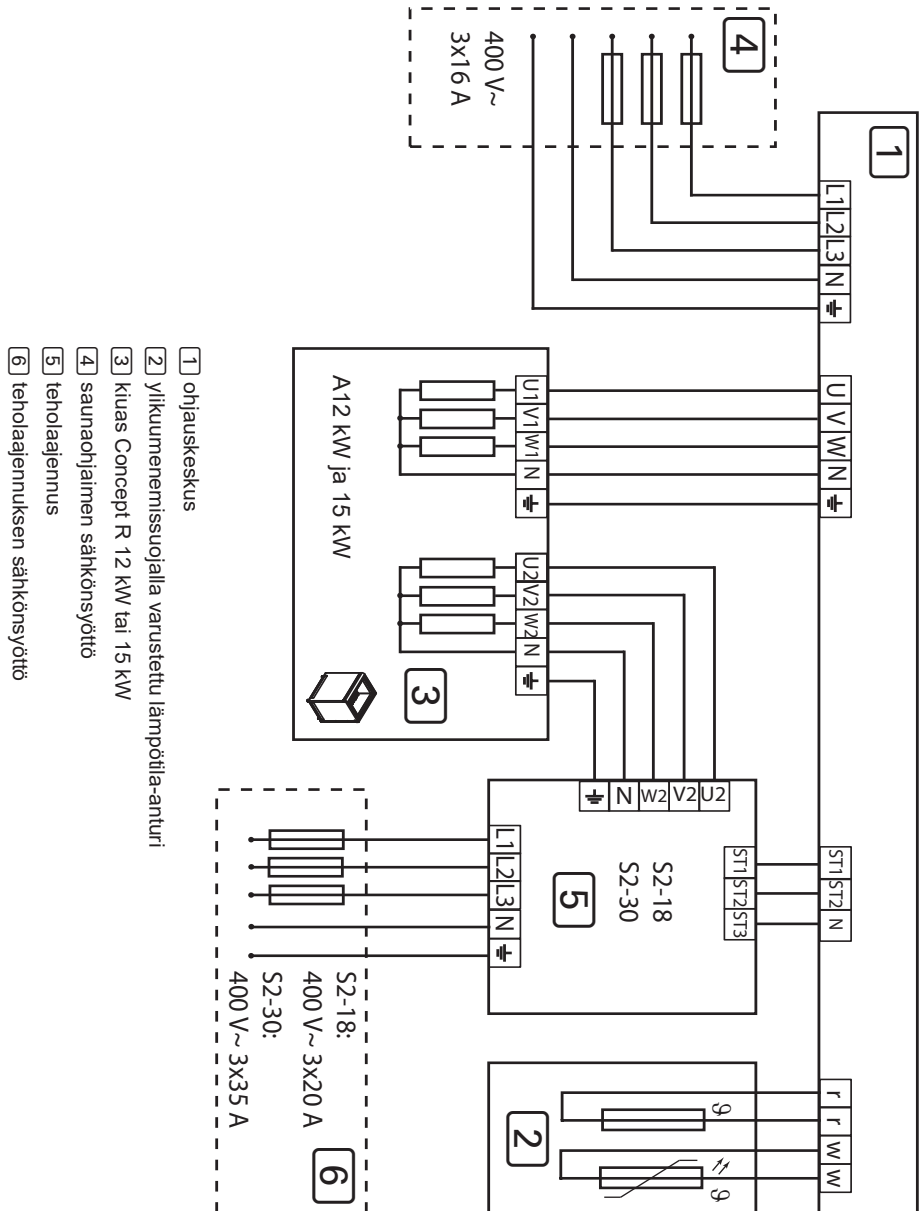 1
L1 L2 L3 N
U V W N
ST1 ST2 N
r r w w
4
400 V~
3x16 A
U1 V1 W1 N
U2 V2 W2 N
A12 kW ja 15 kW
3
N W2 V2 U2
ST1 ST2 ST3
S2-18
S2-30
5
L1 L2 L3 N
ϑ
ϑ
2
S2-18:
400 V~ 3x20 A
S2-30:
400 V~ 3x35 A
6
1 ohjauskeskus
2 ylikuumenemissuojalla varustettu lämpötila-anturi
3 kiuas Concept R 12 kW tai 15 kW
4 saunaohjaimen sähkönsyöttö
5 teholaajennus
6 teholaajennuksen sähkönsyöttö